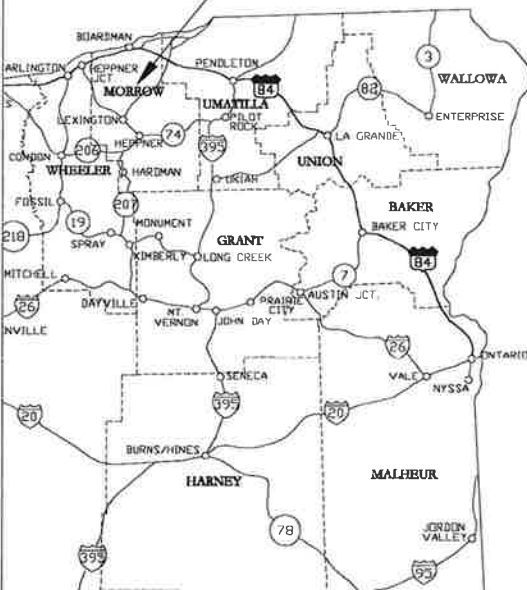 BOARDMAN
ARLINGTON
HEPPNER
JCT
MORROW
PENDLETON
84
3
WALLOWA
82
LEXINGTON
UMATILLA
PILOT
ROCK
ENTERPRISE
HEPPNER
74
395
LA GRANDE
CONDON
206
WHEELER
HARDMAN
UKIAH
UNION
FOSSIL
207
BAKER
19
MONUMENT
GRANT
BAKER CITY
218
SPRAY
KIMBERLY
LONG CREEK
84
MITCHELL
7
AUSTIN JCT.
26
DAYVILLE
MT.
VERNON
JOHN DAY
PRAIRIE
CITY
NVILLE
26
ONTARIO
SENECA
VALE
NYSSA
20
395
20
BURNS/HINES
HARNEY
MALHEUR
78
JORDON
VALLEY
395
95